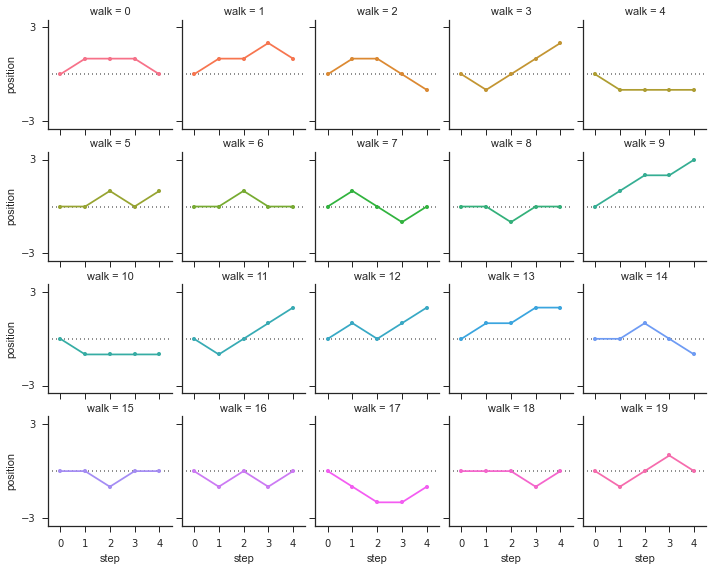 walk = 0 walk = 1 walk = 2 walk = 3 walk = 4
3
position
−3
walk = 5 walk = 6 walk = 7 walk = 8 walk = 9
3
position
−3
walk = 10 walk = 11 walk = 12 walk = 13 walk = 14
3
position
−3
walk = 15 walk = 16 walk = 17 walk = 18 walk = 19
3
position
−3
0 1 2 3 4 0 1 2 3 4 0 1 2 3 4 0 1 2 3 4 0 1 2 3 4
step step step step step